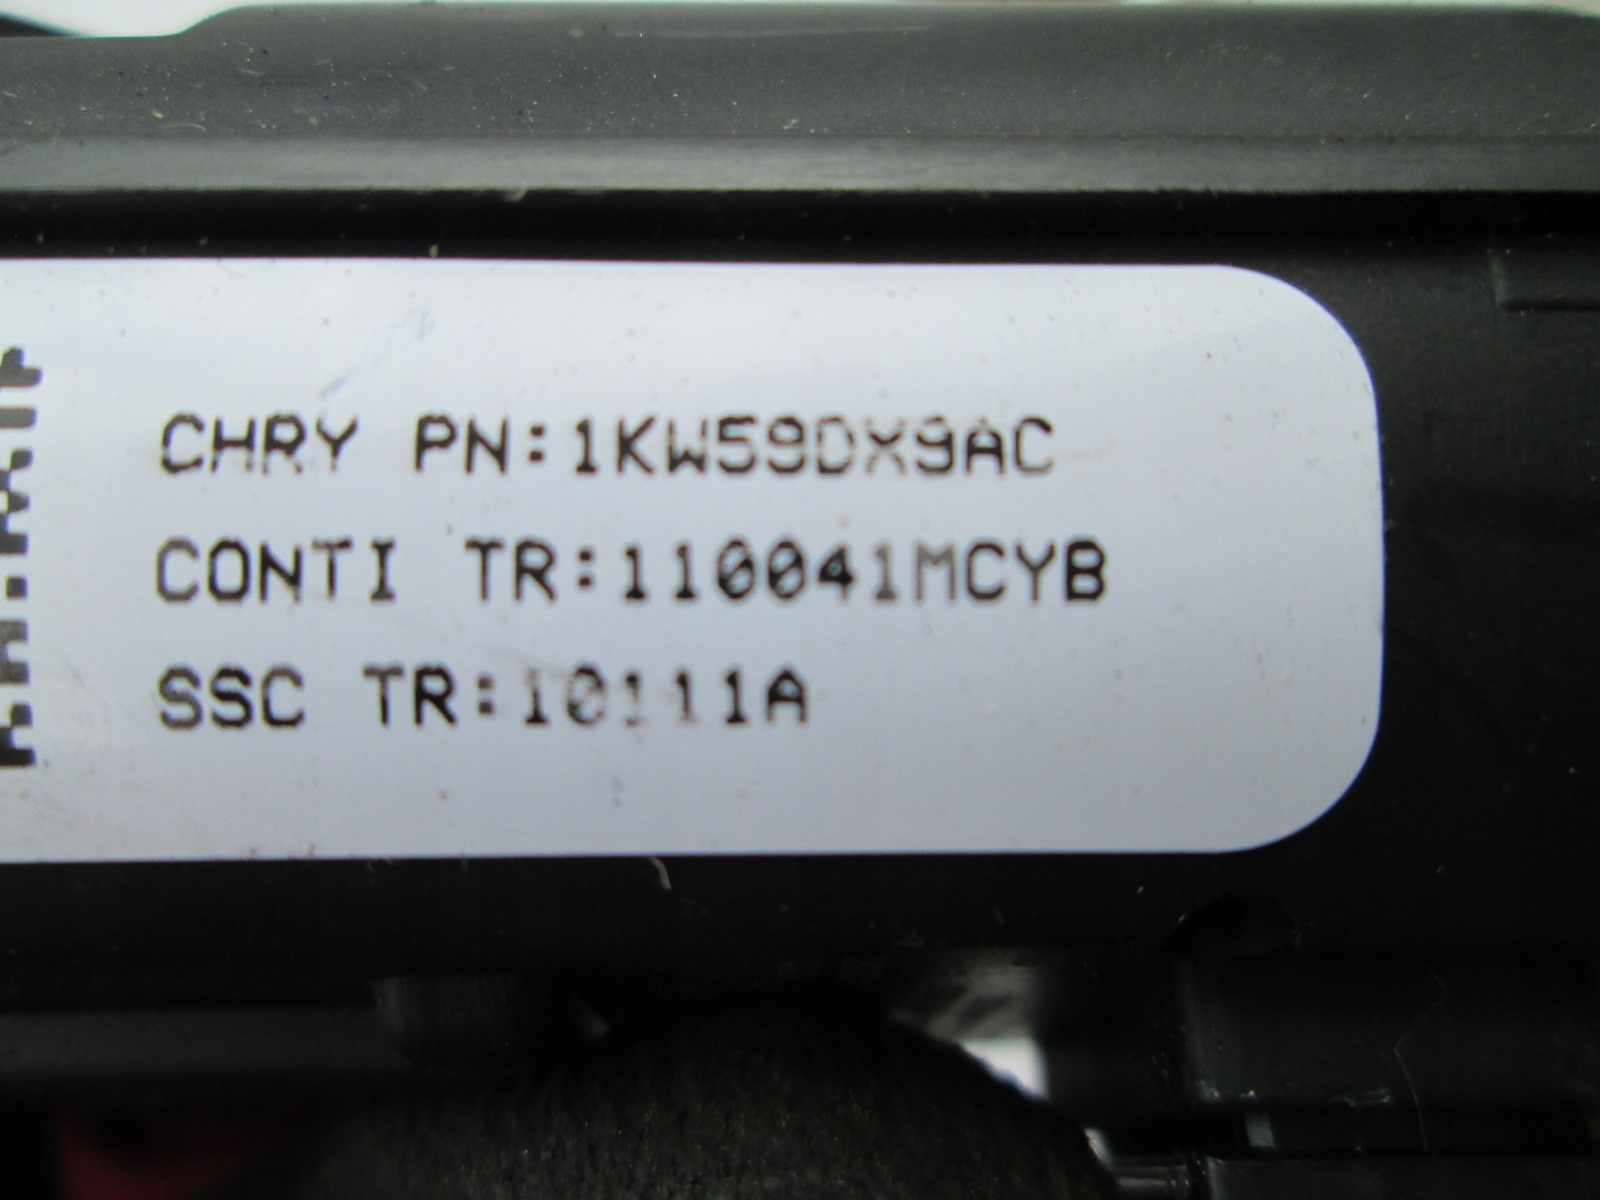 CHRY PN:1KW59DX9AC
CONTI TR:110041MCYB
SSC TR:10111A